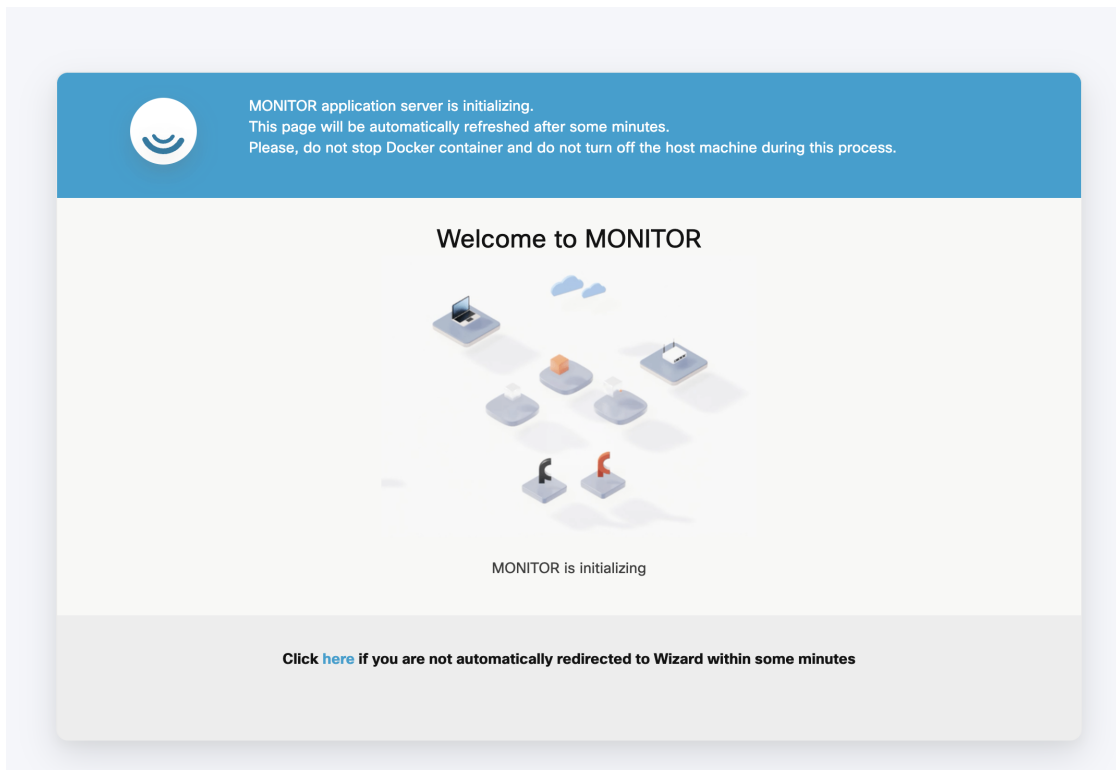 MONITOR application server is initializing.
This page will be automatically refreshed after some minutes.
Please, do not stop Docker container and do not turn off the host machine during this process.
Welcome to MONITOR
MONITOR is initializing
Click here if you are not automatically redirected to Wizard within some minutes